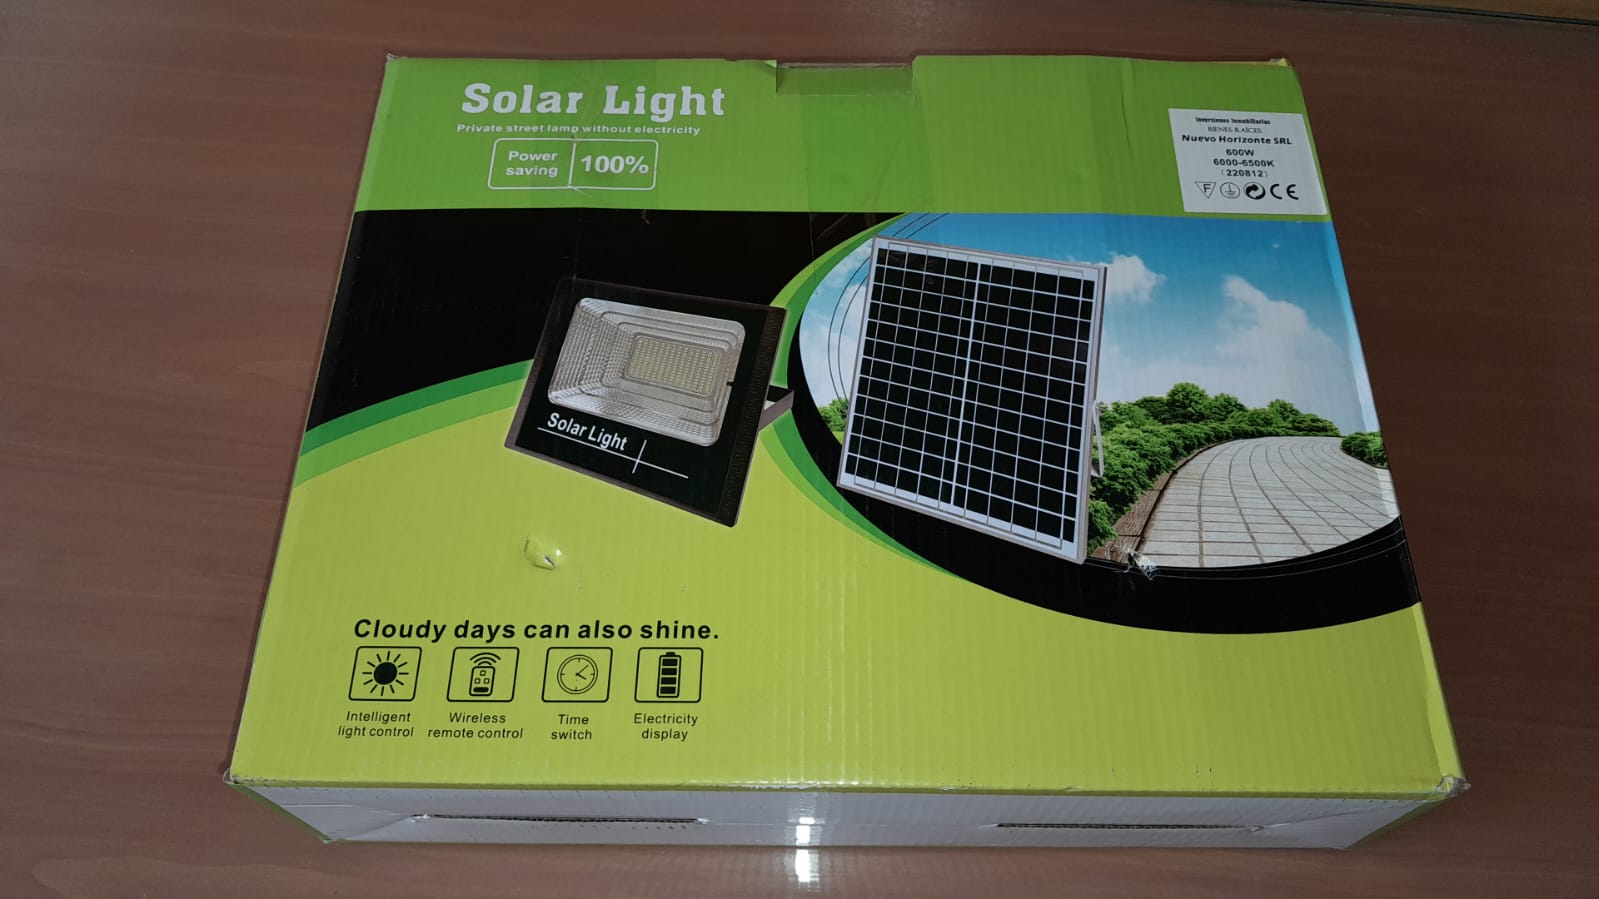 Solar Light
Private street lamp without electricity
Power
saving
100%
Inversiones Inmobiliarias
BIENES RAÍCES
Nuevo Horizonte SRL
600W
6000-6500K
(220812)
F
CE
Solar Light
Cloudy days can also shine.
Intelligent
light control
Wireless
remote control
Time
switch
Electricity
display